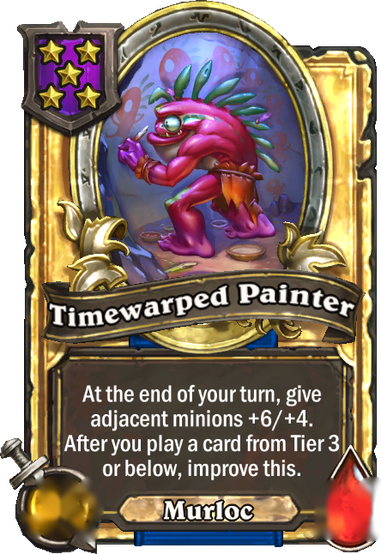 Timewarped Painter
At the end of your turn, give
adjacent minions +6/+4.
After you play a card from Tier 3
or below, improve this.
Murloc